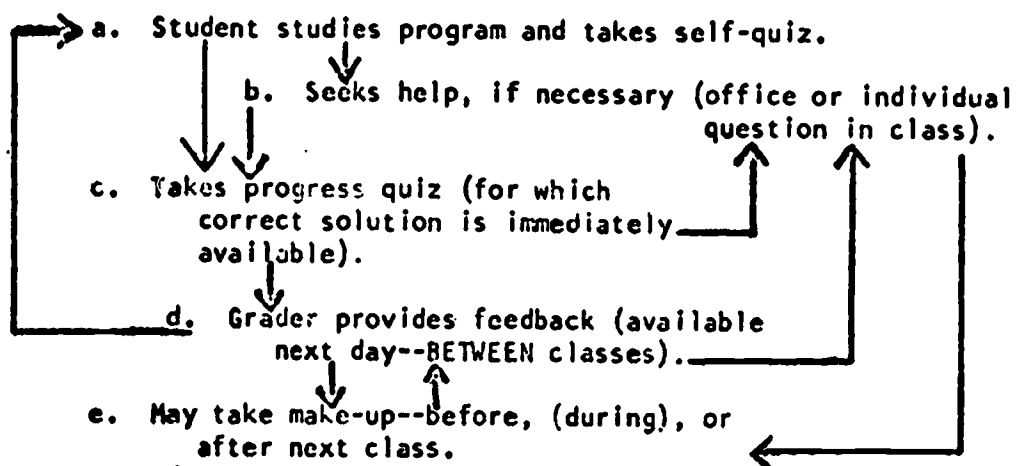 a. Student studies program and takes self-quiz.
b. Seeks help, if necessary (office or individual
question in class).
c. Takes progress quiz (for which
correct solution is immediately
available).
d. Grader provides feedback (available
next day--BETWEEN classes).
e. May take make-up--before, (during), or
after next class.